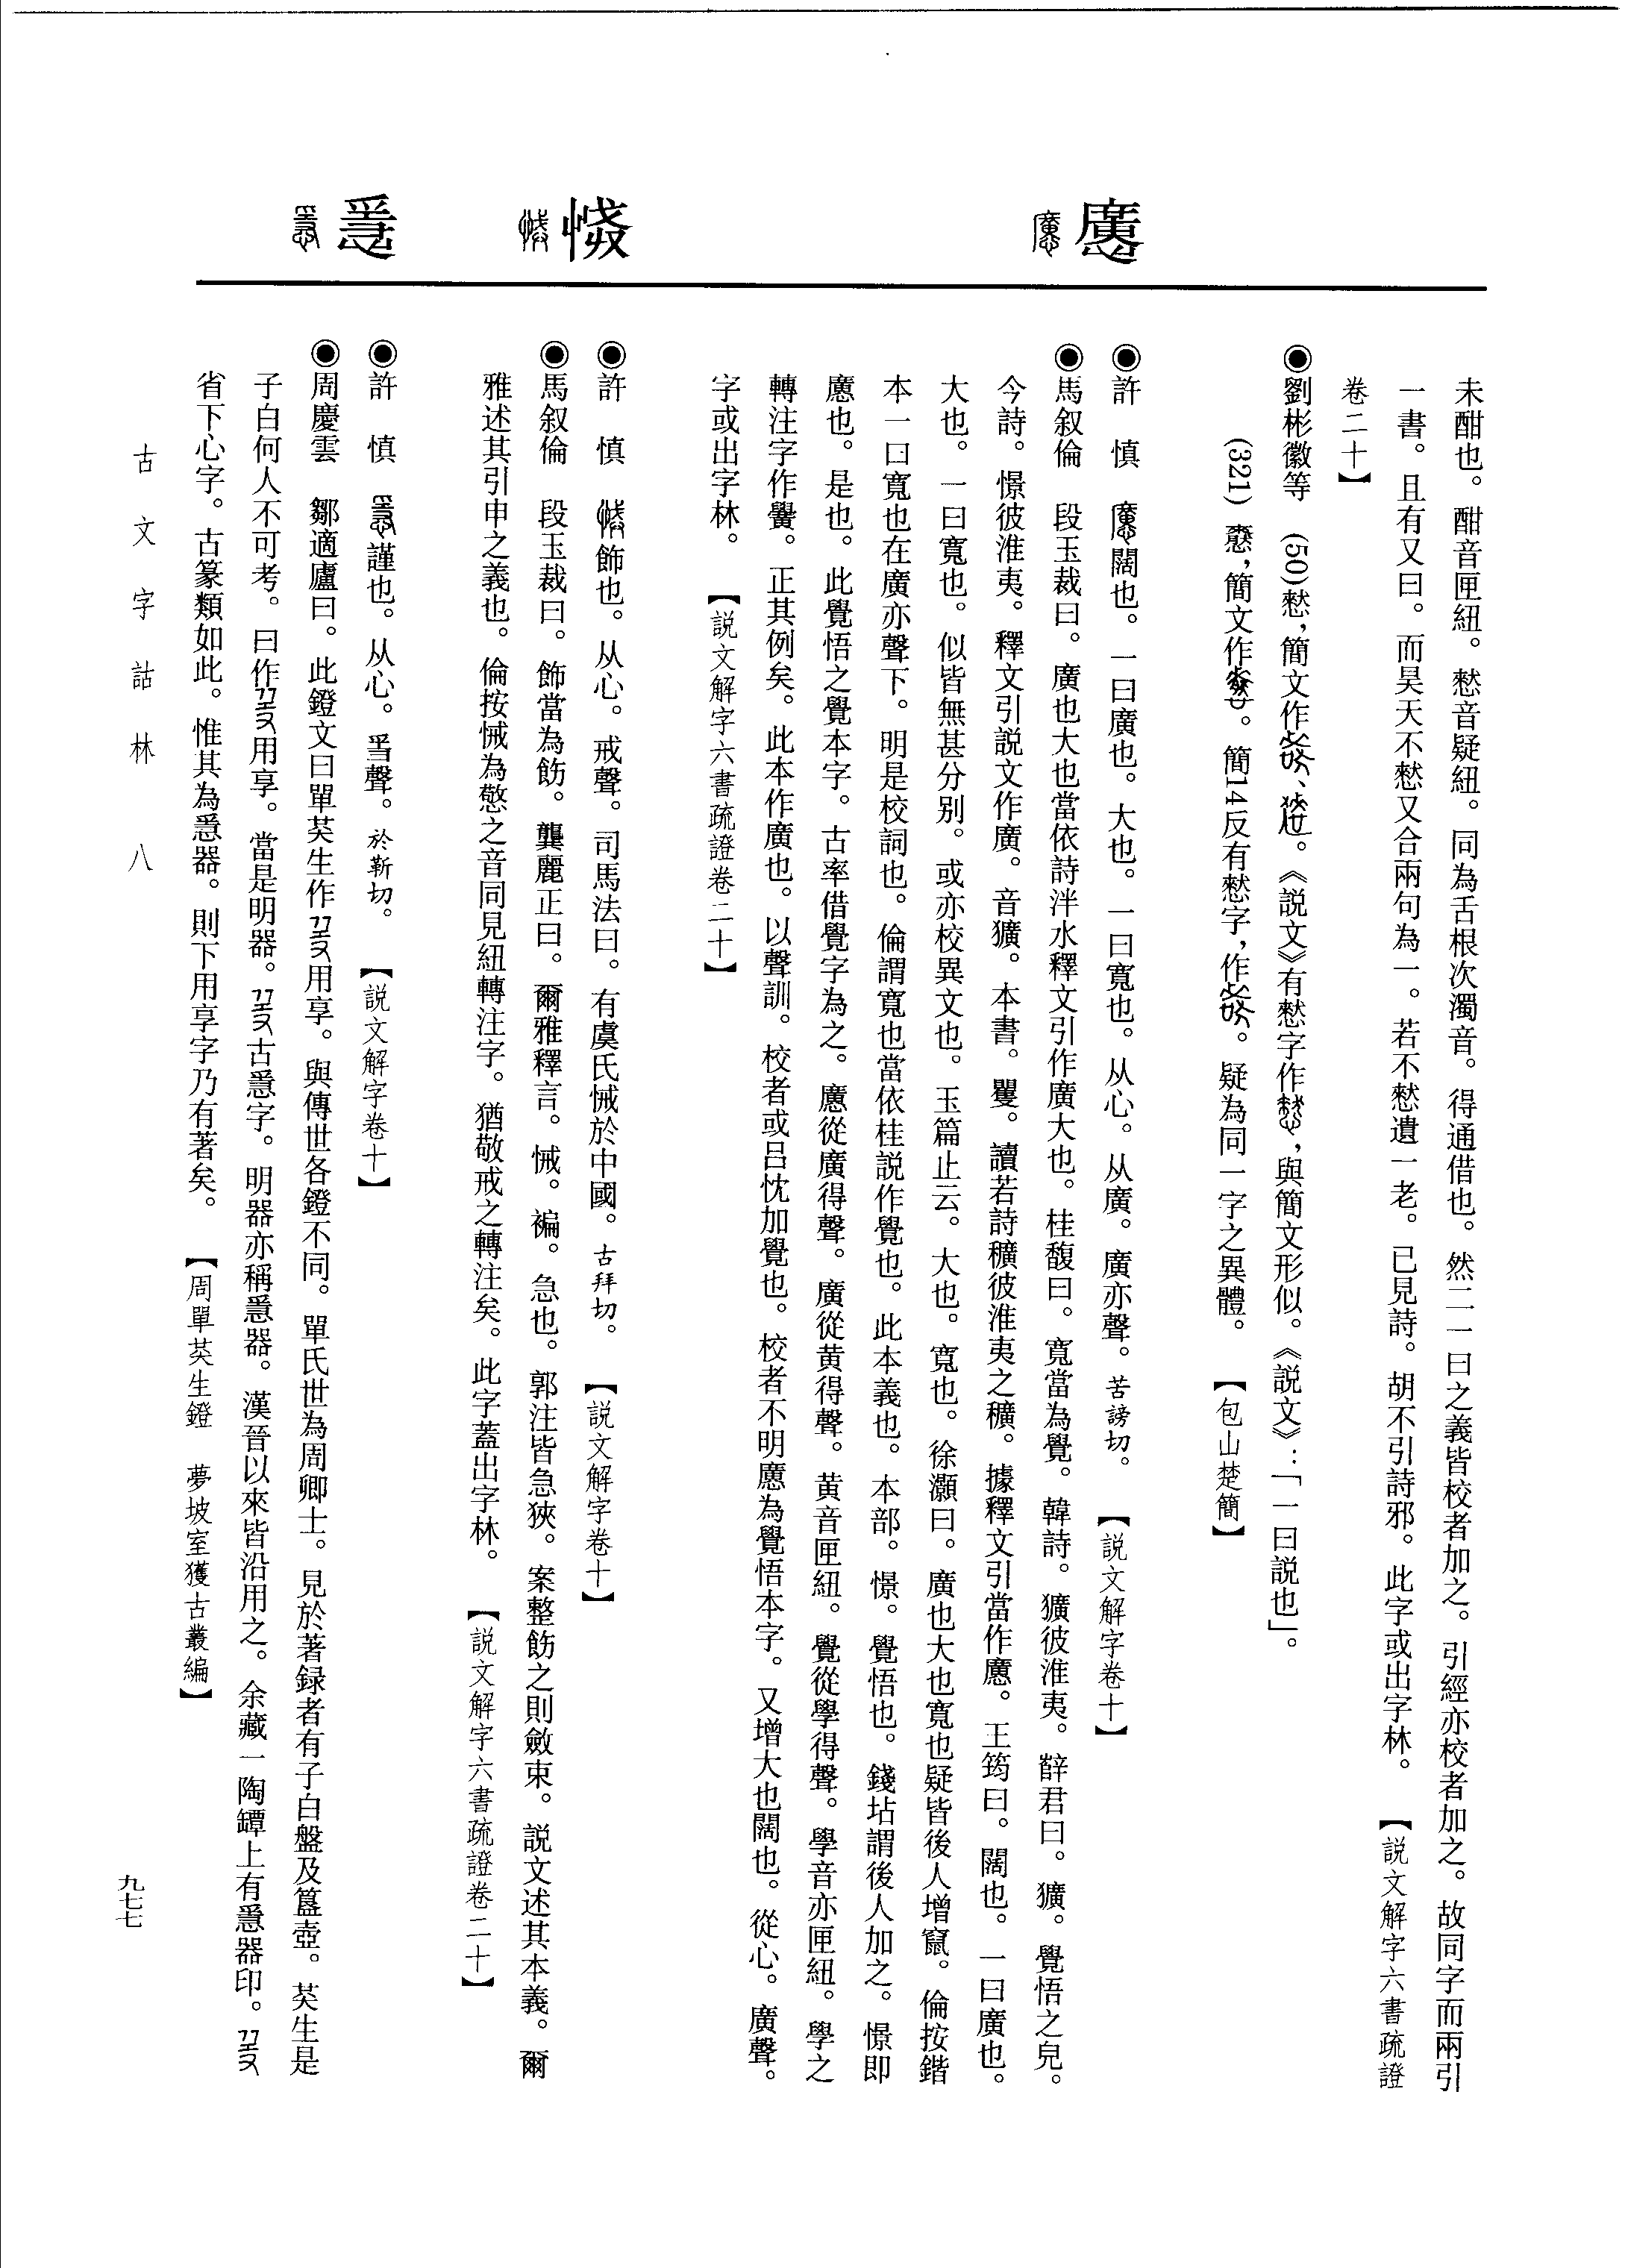 未酣也。酣音匣紐。憖音疑紐。同為舌根次濁音。得通借也。然二一曰之義皆校者加之。引經亦校者加之。故同字而兩引
一書。且有又曰。而昊天不憖又合兩句為一。若不憖遺一老。已見詩。胡不引詩邪。此字或出字林。【説文解字六書疏證
卷二十】
◉劉彬徽等 (50)憖，簡文作、。《説文》有憖字作，與簡文形似。《説文》：「一曰説也」。
(321)，簡文作。簡14反有憖字，作。疑為同一字之異體。【包山楚簡】
懬
◉許 慎 懬闊也。一曰廣也。大也。一曰寬也。从心。从廣。廣亦聲。苦謗切。【説文解字卷十】
◉馬叙倫 段玉裁曰。廣也大也當依詩泮水釋文引作廣大也。桂馥曰。寬當為覺。韓詩。獷彼淮夷。薛君曰。獷。覺悟之皃。
今詩。憬彼淮夷。釋文引説文作廣。音獷。本書。矍。讀若詩穬彼淮夷之穬。據釋文引當作懬。王筠曰。闊也。一曰廣也。
大也。一曰寬也。似皆無甚分别。或亦校異文也。玉篇止云。大也。寬也。徐灝曰。廣也大也寬也疑皆後人增竄。倫按鍇
本一曰寬也在廣亦聲下。明是校詞也。倫謂寬也當依桂説作覺也。此本義也。本部。憬。覺悟也。錢坫謂後人加之。憬即
懬也。是也。此覺悟之覺本字。古率借覺字為之。懬從廣得聲。廣從黃得聲。黃音匣紐。覺從學得聲。學音亦匣紐。學之
轉注字作黌。正其例矣。此本作廣也。以聲訓。校者或吕忱加覺也。校者不明懬為覺悟本字。又增大也闊也。從心。廣聲。
字或出字林。【説文解字六書疏證卷二十】
悈
◉許 慎 悈飾也。从心。戒聲。司馬法曰。有虞氏悈於中國。古拜切。【説文解字卷十】
◉馬叙倫 段玉裁曰。飾當為飭。龔麗正曰。爾雅釋言。悈。褊。急也。郭注皆急狹。案整飭之則斂束。説文述其本義。爾
雅述其引申之義也。倫按悈為憼之音同見紐轉注字。猶敬戒之轉注矣。此字蓋出字林。【説文解字六書疏證卷二十】
㥯
◉許 慎 㥯謹也。从心。㥯聲。於靳切。【説文解字卷十】
◉周慶雲 鄒適廬曰。此鐙文曰單生作用享。與傳世各鐙不同。單氏世為周卿士。見於著録者有子白盤及簠壺。生是
子白何人不可考。曰作用享。當是明器。古㥯字。明器亦稱㥯器。漢晉以來皆沿用之。余藏一陶罈上有㥯器印。
省下心字。古篆類如此。惟其為㥯器。則下用享字乃有著矣。【周單生鐙 夢坡室獲古叢編】
古文字詁林 八
九七七